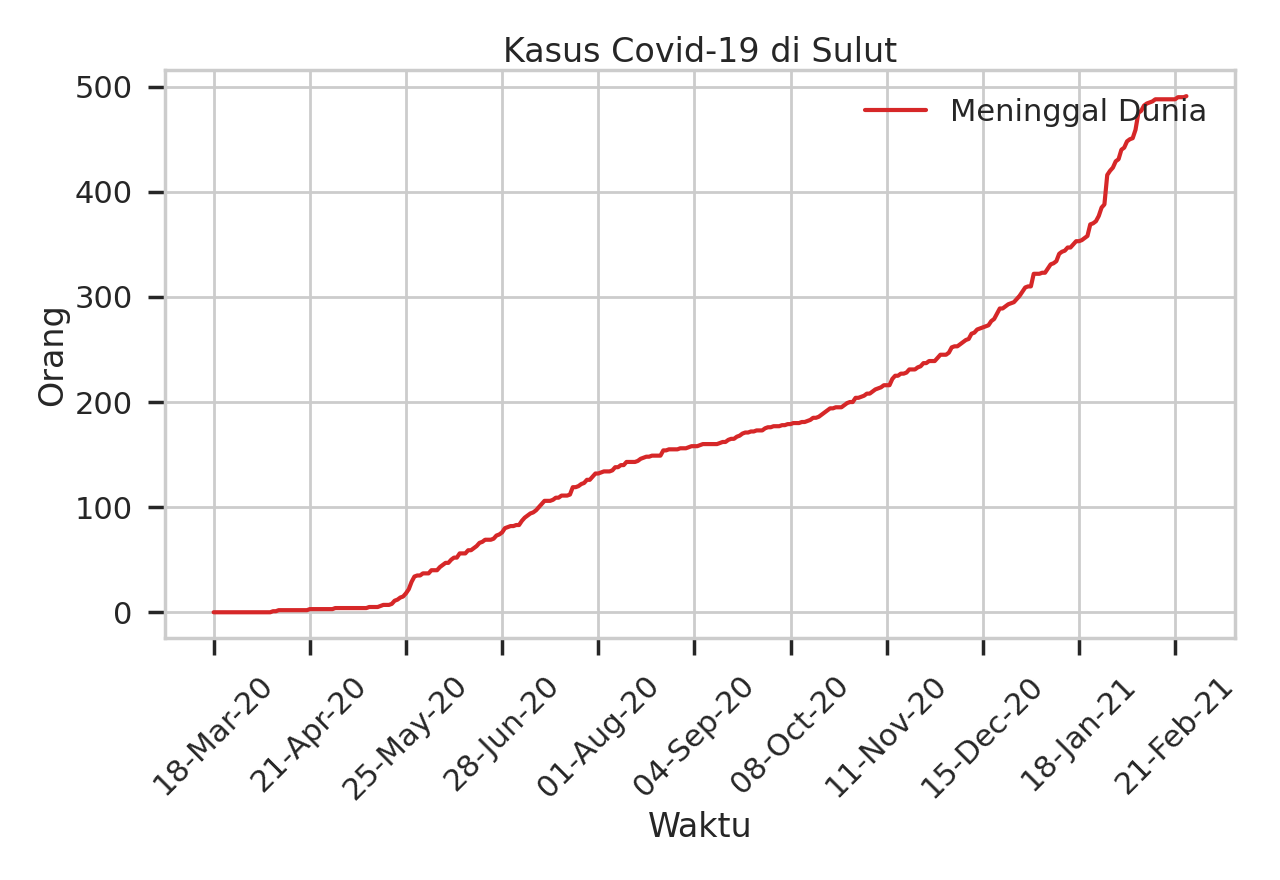 Kasus Covid-19 di Sulut
Meninggal Dunia
Orang
500
400
300
200
100
0
18-Mar-20
21-Apr-20
25-May-20
28-Jun-20
01-Aug-20
04-Sep-20
08-Oct-20
11-Nov-20
15-Dec-20
18-Jan-21
21-Feb-21
Waktu